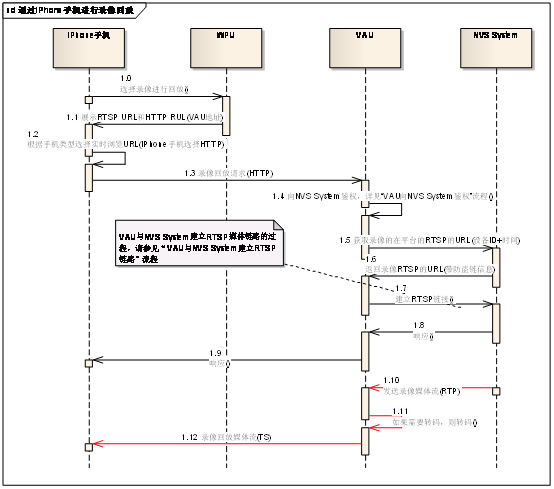 sd 通过iPhone手机进行录像回放
iPhone手机
WPU
VAU
NVS System
1.0
选择录像进行回放()
1.1 展示RTSP URL和HTTP RUL(VAU地址)
1.2
根据手机类型选择实时浏览URL(iPhone手机选择HTTP)
1.3 录像回放请求(HTTP)
1.4 向NVS System鉴权，详见“VAU向NVS System鉴权”流程()
VAU与NVS System建立RTSP媒体链路的过
程，请参见“VAU与NVS System建立RTSP
链路”流程
1.5 获取录像的在平台的RTSP的URL(设备ID+时间)
1.6
返回录像RTSP的URL(带防盗链信息)
1.7
建立RTSP链接()
1.8
响应()
1.9
响应()
1.10
发送录像媒体流(RTP)
1.11
如果需要转码，则转码()
1.12 录像回放媒体流(TS)